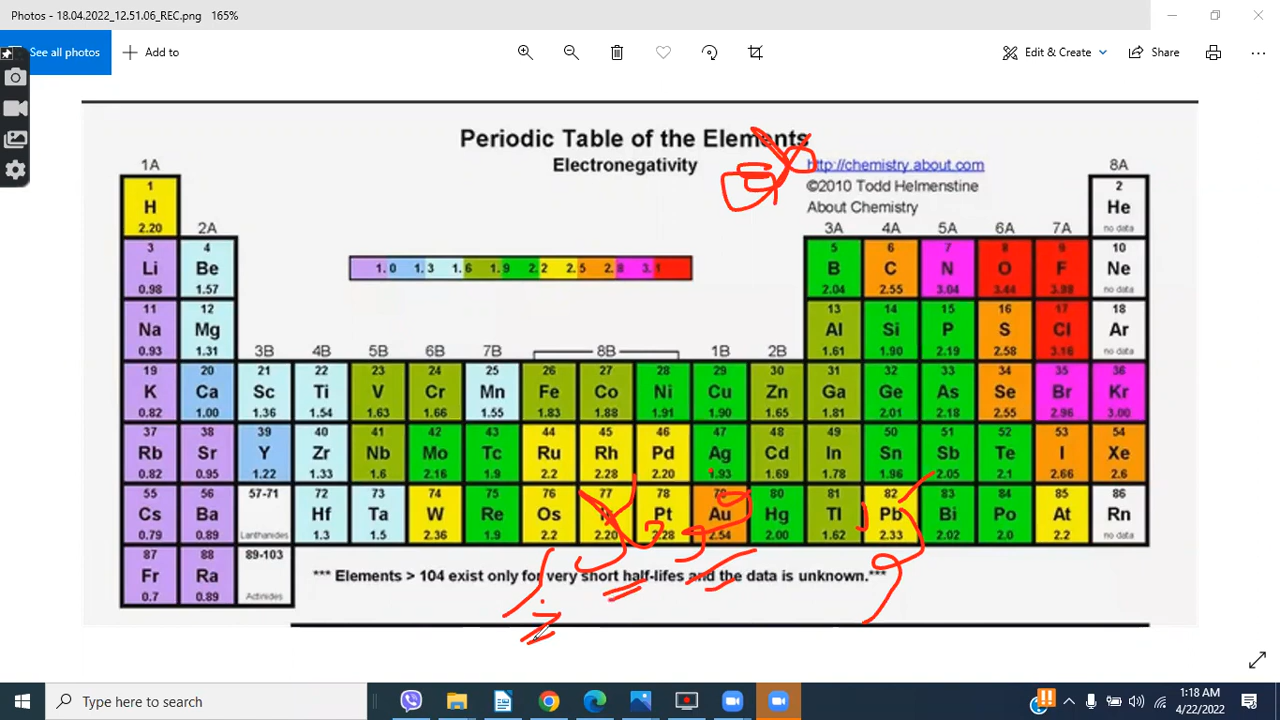 Photos - 18.04.2022_12.51.06_REC.png 165%
See all photos Add to Edit & Create Share
Periodic Table of the Elements
Electronegativity
http://chemistry.about.com
©2010 Todd Helmenstine
About Chemistry
1A 8A
1 2
H He
2.20 no data
2A 3A 4A 5A 6A 7A
3 4 5 6 7 8 9 10
Li Be B C N O F Ne
0.98 1.57 2.04 2.55 3.04 3.44 3.98 no data
1.0 1.3 1.6 1.9 2.2 2.5 2.8 3.1
11 12 13 14 15 16 17 18
Na Mg Al Si P S Cl Ar
0.93 1.31 1.61 1.90 2.19 2.58 3.16 no data
3B 4B 5B 6B 7B 8B 1B 2B
19 20 21 22 23 24 25 26 27 28 29 30 31 32 33 34 35 36
K Ca Sc Ti V Cr Mn Fe Co Ni Cu Zn Ga Ge As Se Br Kr
0.82 1.00 1.36 1.54 1.63 1.66 1.55 1.83 1.88 1.91 1.90 1.65 1.81 2.01 2.18 2.55 2.96 3.00
37 38 39 40 41 42 43 44 45 46 47 48 49 50 51 52 53 54
Rb Sr Y Zr Nb Mo Tc Ru Rh Pd Ag Cd In Sn Sb Te I Xe
0.82 0.95 1.22 1.33 1.6 2.16 1.9 2.2 2.28 2.20 1.93 1.69 1.78 1.96 2.05 2.1 2.66 2.6
55 56 57-71 72 73 74 75 76 77 78 79 80 81 82 83 84 85 86
Cs Ba Hf Ta W Re Os Pt Au Hg Tl Pb Bi Po At Rn
0.79 0.89 Lanthanides 1.3 1.5 2.36 1.9 2.2 2.20 2.28 2.54 2.00 1.62 2.33 2.02 2.0 2.2 no data
87 88 89-103
Fr Ra
0.7 0.89 Actinides
*** Elements > 104 exist only for very short half-lifes and the data is unknown.***
Type here to search
1:18 AM
4/22/2022